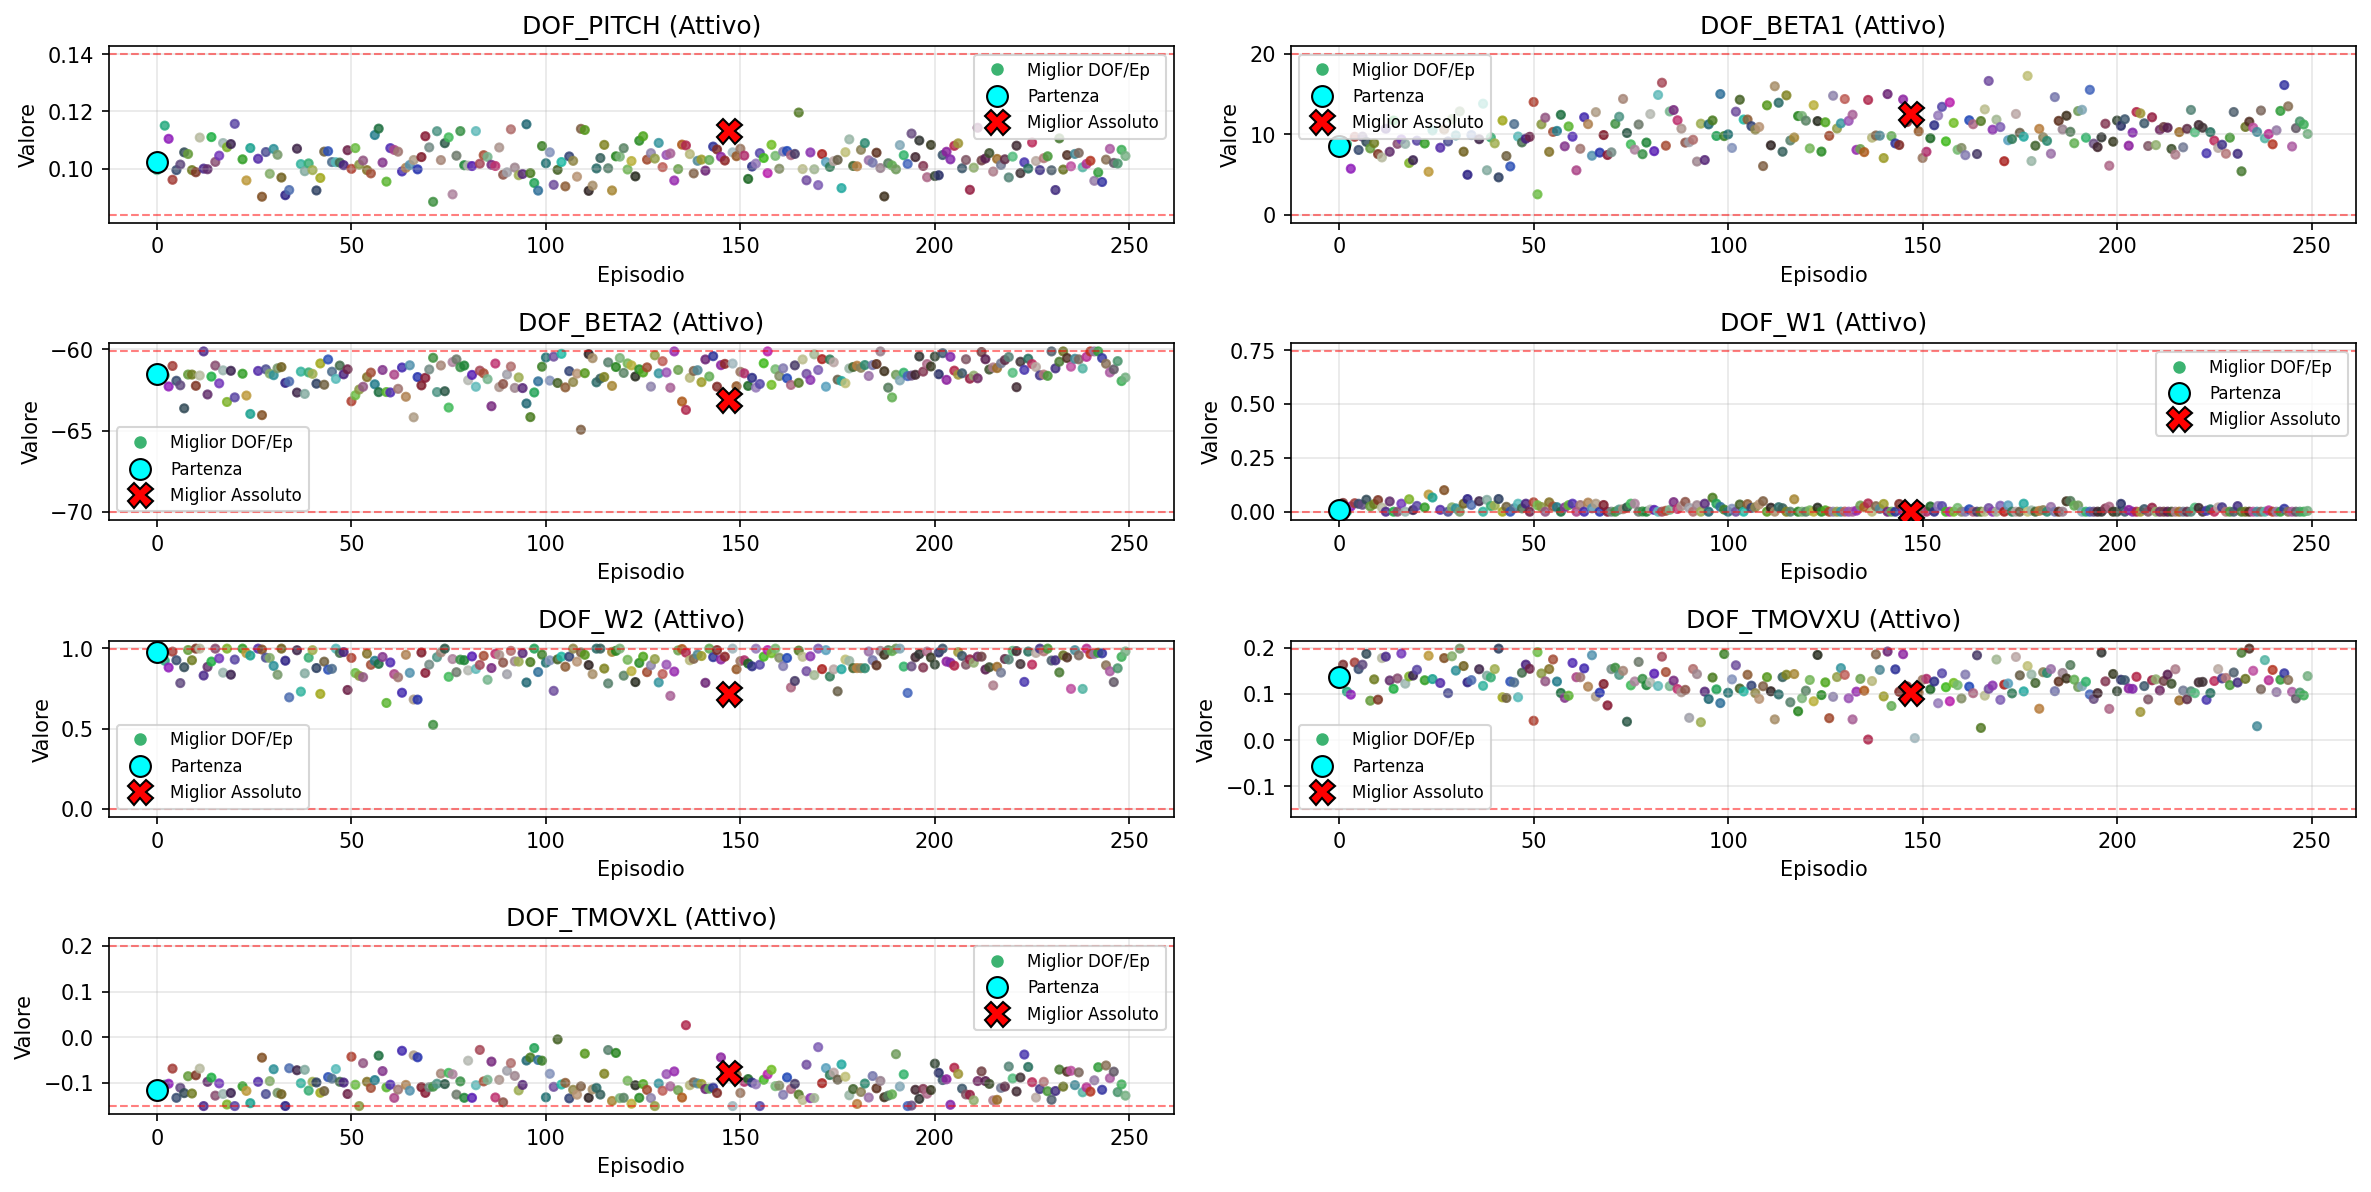 DOF_PITCH (Attivo)
0.14
0.12
0.10
Valore
Miglior DOF/Ep
Partenza
Miglior Assoluto
0 50 100 150 200 250
Episodio
DOF_BETA1 (Attivo)
20
10
0
Valore
Miglior DOF/Ep
Partenza
Miglior Assoluto
0 50 100 150 200 250
Episodio
DOF_BETA2 (Attivo)
−60
−65
−70
Valore
Miglior DOF/Ep
Partenza
Miglior Assoluto
0 50 100 150 200 250
Episodio
DOF_W1 (Attivo)
0.75
0.50
0.25
0.00
Valore
Miglior DOF/Ep
Partenza
Miglior Assoluto
0 50 100 150 200 250
Episodio
DOF_W2 (Attivo)
1.0
0.5
0.0
Valore
Miglior DOF/Ep
Partenza
Miglior Assoluto
0 50 100 150 200 250
Episodio
DOF_TMOVXU (Attivo)
0.2
0.1
0.0
−0.1
Valore
Miglior DOF/Ep
Partenza
Miglior Assoluto
0 50 100 150 200 250
Episodio
DOF_TMOVXL (Attivo)
0.2
0.1
0.0
−0.1
Valore
Miglior DOF/Ep
Partenza
Miglior Assoluto
0 50 100 150 200 250
Episodio